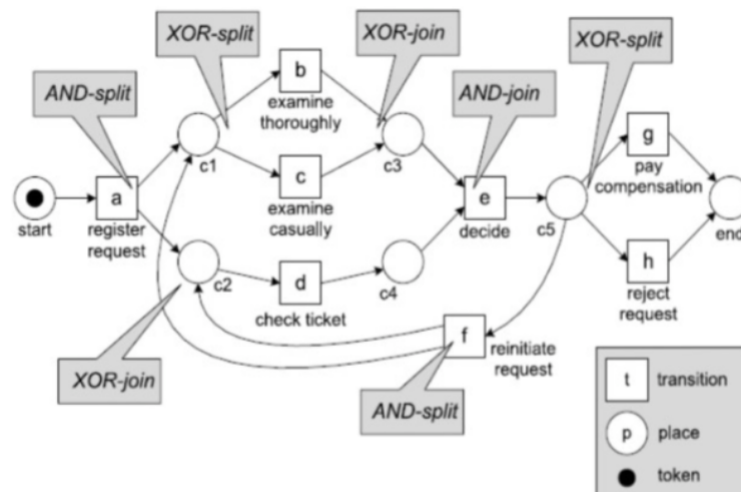 XOR-split
XOR-join
XOR-split
AND-split
b
examine
thoroughly
AND-join
g
pay
compensation
c1
c3
start
a
register
request
c
examine
casually
e
decide
c5
end
c2
d
check ticket
c4
h
reject
request
f
reinitiate
request
XOR-join
AND-split
t
transition
p
place
token